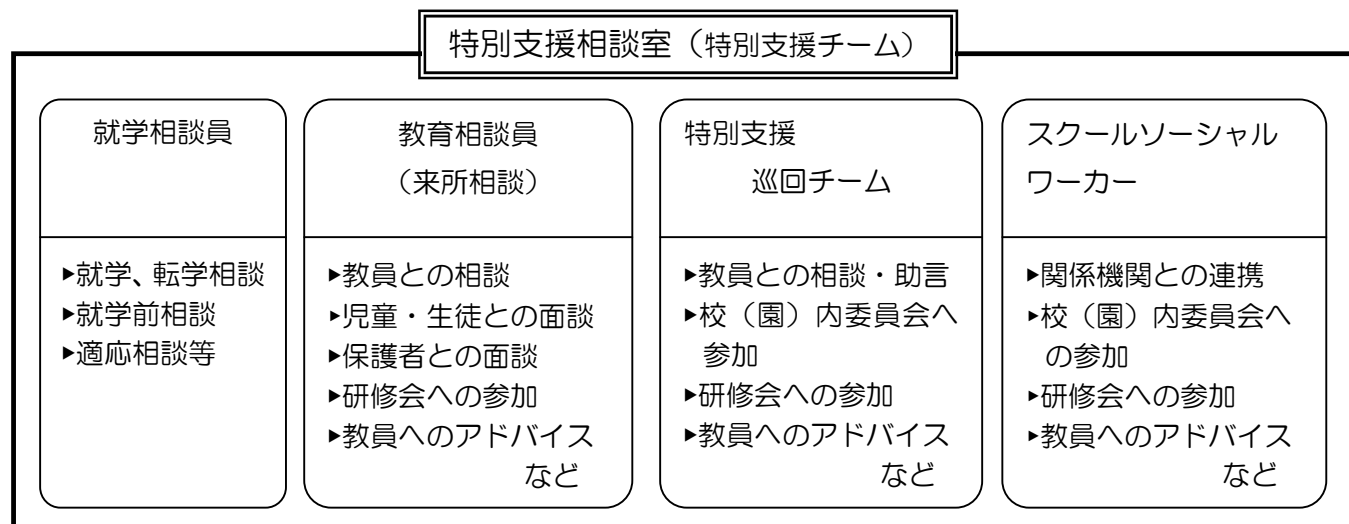 特別支援相談室（特別支援チーム）
就学相談員
▶就学、転学相談
▶就学前相談
▶適応相談等
教育相談員
（来所相談）
▶教員との相談
▶児童・生徒との面談
▶保護者との面談
▶研修会への参加
▶教員へのアドバイス
など
特別支援
巡回チーム
▶教員との相談・助言
▶校（園）内委員会へ
参加
▶研修会への参加
▶教員へのアドバイス
など
スクールソーシャル
ワーカー
▶関係機関との連携
▶校（園）内委員会へ
の参加
▶研修会への参加
▶教員へのアドバイス
など